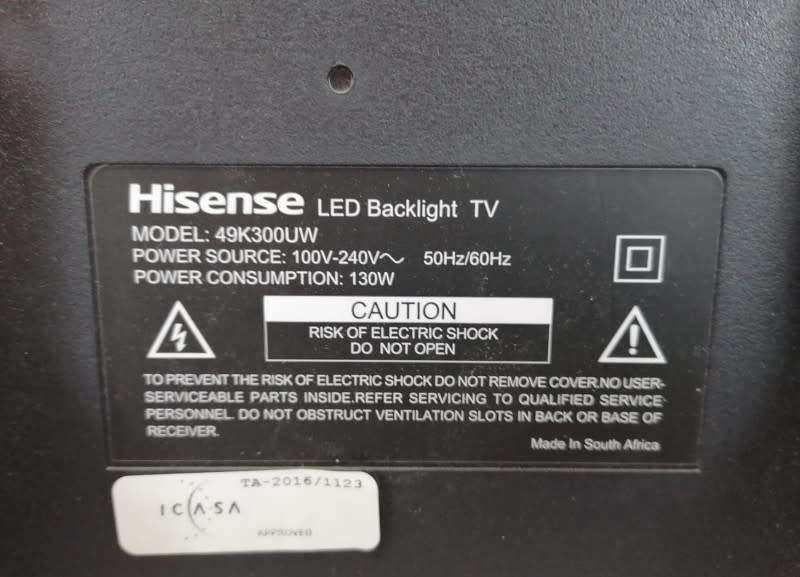 Hisense LED Backlight TV
MODEL: 49K300UW
POWER SOURCE: 100V-240V～ 50Hz/60Hz
POWER CONSUMPTION: 130W
CAUTION
RISK OF ELECTRIC SHOCK
DO NOT OPEN
TO PREVENT THE RISK OF ELECTRIC SHOCK DO NOT REMOVE COVER.NO USER-
SERVICEABLE PARTS INSIDE.REFER SERVICING TO QUALIFIED SERVICE
PERSONNEL. DO NOT OBSTRUCT VENTILATION SLOTS IN BACK OR BASE OF
RECEIVER.
Made In South Africa
TA-2016/1123
ICASA
APPROVED